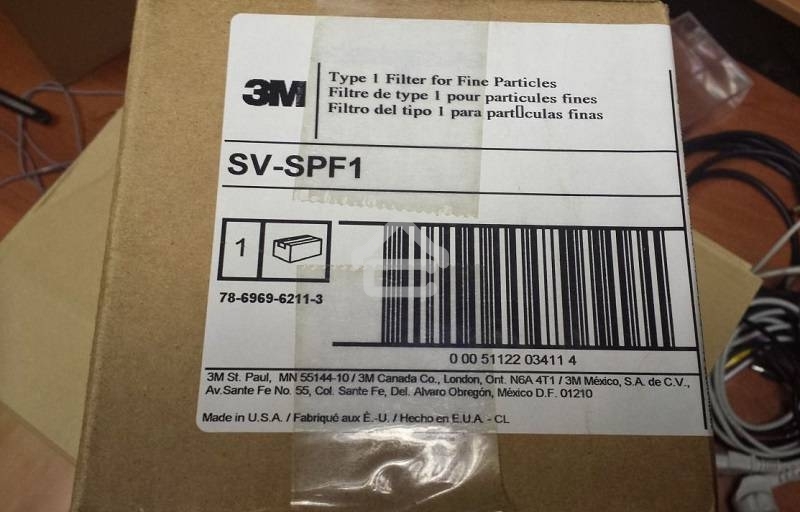 3M
Type 1 Filter for Fine Particles
Filtre de type 1 pour particules fines
Filtro del tipo 1 para part▯culas finas
SV-SPF1
1
78-6969-6211-3
0 00 51122 03411 4
3M St. Paul, MN 55144-10 / 3M Canada Co., London, Ont. N6A 4T1 / 3M México, S.A. de C.V.,
Av.Sante Fe No. 55, Col. Sante Fe, Del. Alvaro Obregón, México D.F. 01210
Made in U.S.A. / Fabriqué aux É.-U. / Hecho en E.U.A. - CL